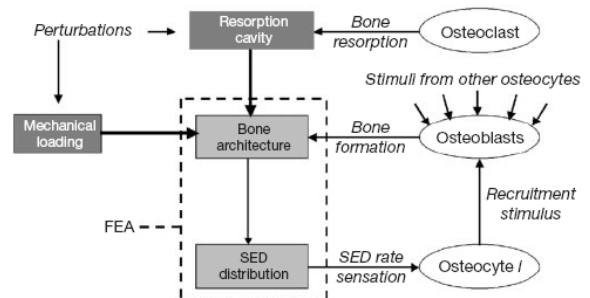 Perturbations
Resorption
cavity
Bone
resorption
Osteoclast
Stimuli from other osteocytes
Mechanical
loading
Bone
architecture
Bone
formation
Osteoblasts
Recruitment
stimulus
FEA
SED
distribution
SED rate
sensation
Osteocyte i